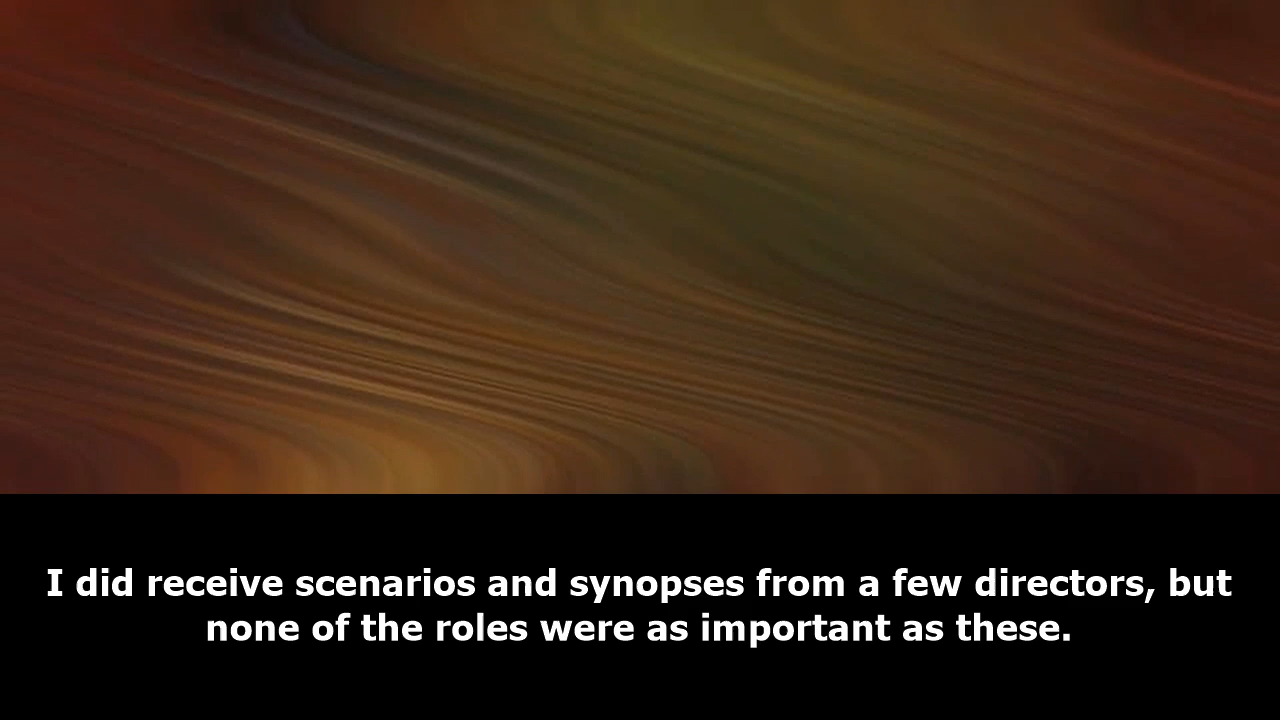 I did receive scenarios and synopses from a few directors, but
none of the roles were as important as these.